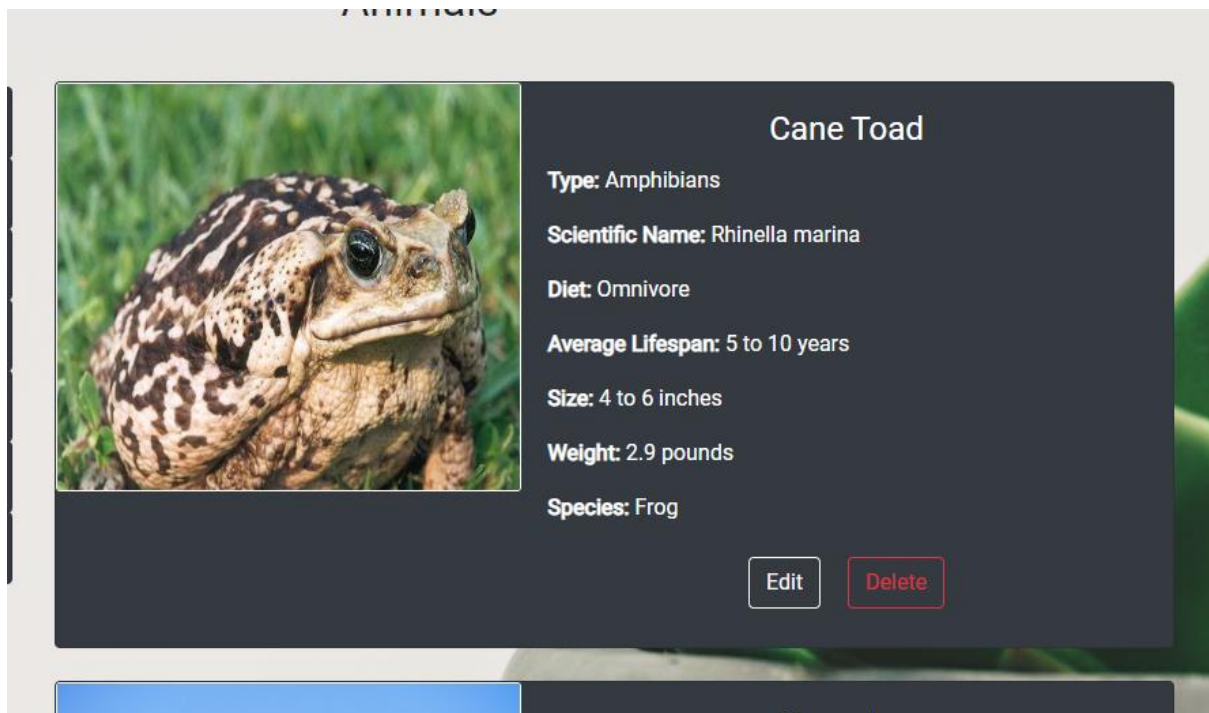 Animals
Cane Toad
Type: Amphibians
Scientific Name: Rhinella marina
Diet: Omnivore
Average Lifespan: 5 to 10 years
Size: 4 to 6 inches
Weight: 2.9 pounds
Species: Frog
Edit Delete